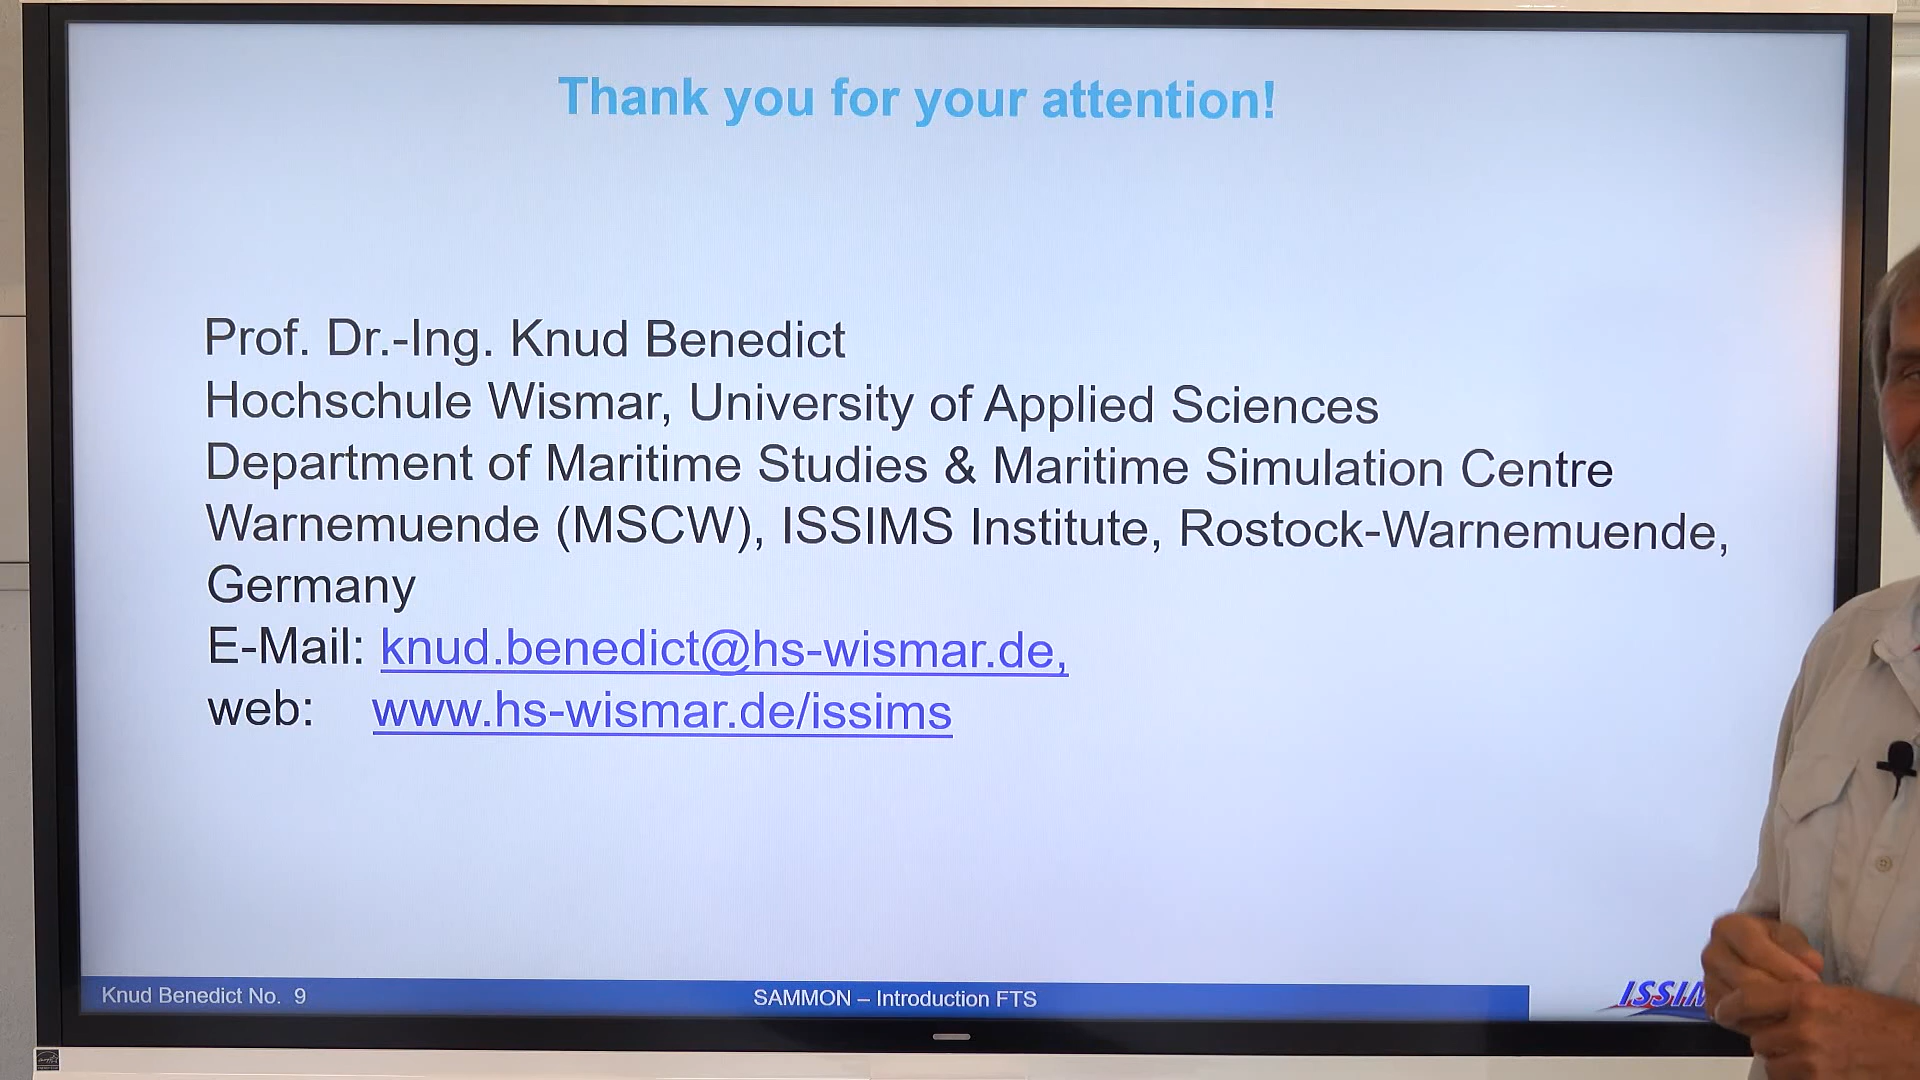 Thank you for your attention!
Prof. Dr.-Ing. Knud Benedict
Hochschule Wismar, University of Applied Sciences
Department of Maritime Studies & Maritime Simulation Centre
Warnemuende (MSCW), ISSIMS Institute, Rostock-Warnemuende,
Germany
E-Mail: knud.benedict@hs-wismar.de,
web: www.hs-wismar.de/issims
Knud Benedict No. 9
SAMMON – Introduction FTS
ISSIM